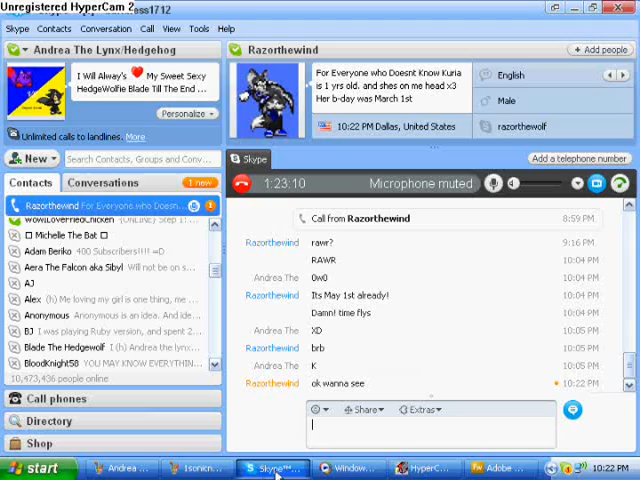 Unregistered HyperCam 2
1712
Skype Contacts Conversation Call View Tools Help
Andrea The Lynx/Hedgehog
I Will Alway's ❤ My Sweet Sexy
HedgeWolfie Blade Till The End ...
Personalize
Unlimited calls to landlines. More
New
Search Contacts, Groups and Conv...
Contacts
Conversations
1 new
Razorthewind For Everyone who Doesn...
1
WowILoveFriedChicken {ONLiNE} Step 1:...
□ Michelle The Bat □
Adam Beriko 400 Subscribers!!!! =D
Aera The Falcon aka Sibyl Will not be on s...
AJ
Alex (h) Me loving my girl is one thing, me ...
Anonymous Anonymous is an idea. And ide...
BJ I was playing Ruby version, and spent 2...
Blade The Hedgewolf (h) Andrea the lynx...
BloodKnight58 YOU MAY KNOW EVERYTHIN...
10,473,436 people online
Call phones
Directory
Shop
Razorthewind
Add people
For Everyone who Doesnt Know Kuria
is 1 yrs old. and shes on me head x3
Her b-day was March 1st
10:22 PM Dallas, United States
English
Male
razorthewolf
Skype
Add a telephone number
1:23:10
Microphone muted
Call from Razorthewind 8:59 PM
Razorthewind rawr? 9:16 PM
RAWR 10:04 PM
Andrea The 0w0 10:04 PM
Razorthewind Its May 1st already! 10:04 PM
Damn! time flys 10:04 PM
Andrea The XD 10:05 PM
Razorthewind brb 10:05 PM
Andrea The K 10:05 PM
Razorthewind ok wanna see 10:22 PM
Share Extras
start
Andrea ...
1sonicn...
Skype™...
Window...
HyperC...
Adobe ...
10:22 PM